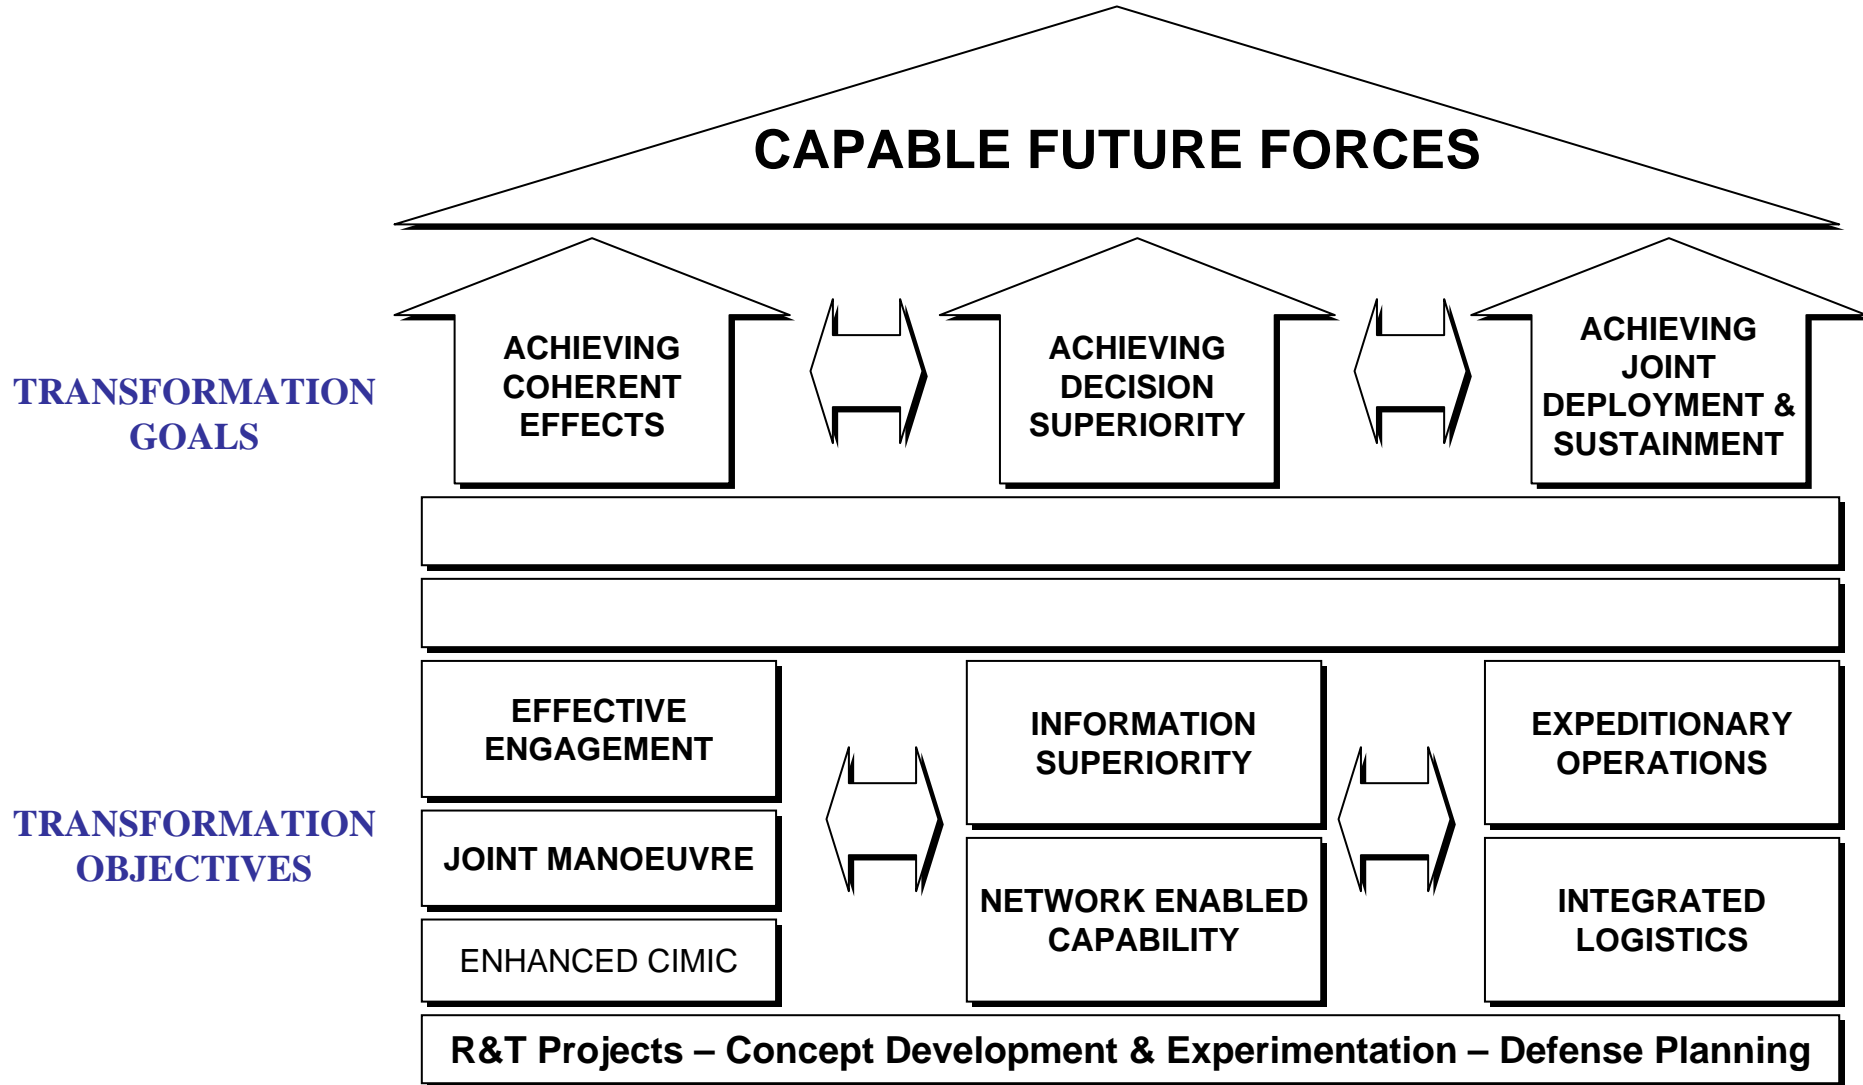 CAPABLE FUTURE FORCES
TRANSFORMATION
GOALS
ACHIEVING
COHERENT
EFFECTS
ACHIEVING
DECISION
SUPERIORITY
ACHIEVING
JOINT
DEPLOYMENT &
SUSTAINMENT
TRANSFORMATION
OBJECTIVES
EFFECTIVE
ENGAGEMENT
JOINT MANOEUVRE
ENHANCED CIMIC
INFORMATION
SUPERIORITY
NETWORK ENABLED
CAPABILITY
EXPEDITIONARY
OPERATIONS
INTEGRATED
LOGISTICS
R&T Projects – Concept Development & Experimentation – Defense Planning